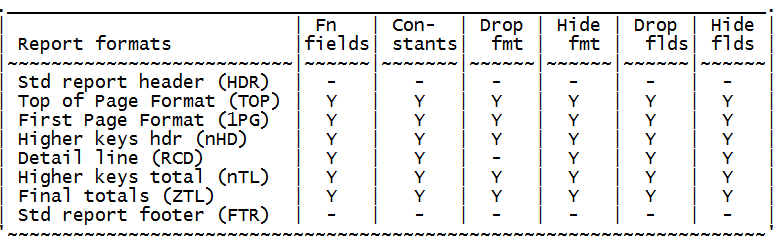 .______________________________________________________________________.
|                           | Fn    | Con-  | Drop | Hide | Drop | Hide |
| Report formats            |fields| stants| fmt  | fmt  | flds | flds |
|~~~~~~~~~~~~~~~~~~~~~~~~~~~|~~~~~~|~~~~~~|~~~~~~|~~~~~~|~~~~~~|~~~~~~|
| Std report header (HDR)   |  -   |  -   |  -   |  -   |  -   |  -   |
| Top of Page Format (TOP)  |  Y   |  Y   |  Y   |  Y   |  Y   |  Y   |
| First Page Format (1PG)   |  Y   |  Y   |  Y   |  Y   |  Y   |  Y   |
| Higher keys hdr (nHD)     |  Y   |  Y   |  Y   |  Y   |  Y   |  Y   |
| Detail line (RCD)         |  Y   |  Y   |  -   |  Y   |  Y   |  Y   |
| Higher keys total (nTL)   |  Y   |  Y   |  Y   |  Y   |  Y   |  Y   |
| Final totals (ZTL)        |  Y   |  Y   |  Y   |  Y   |  Y   |  Y   |
| Std report footer (FTR)   |  -   |  -   |  -   |  -   |  -   |  -   |
'~~~~~~~~~~~~~~~~~~~~~~~~~~~~~~~~~~~~~~~~~~~~~~~~~~~~~~~~~~~~~~~~~~~~~'